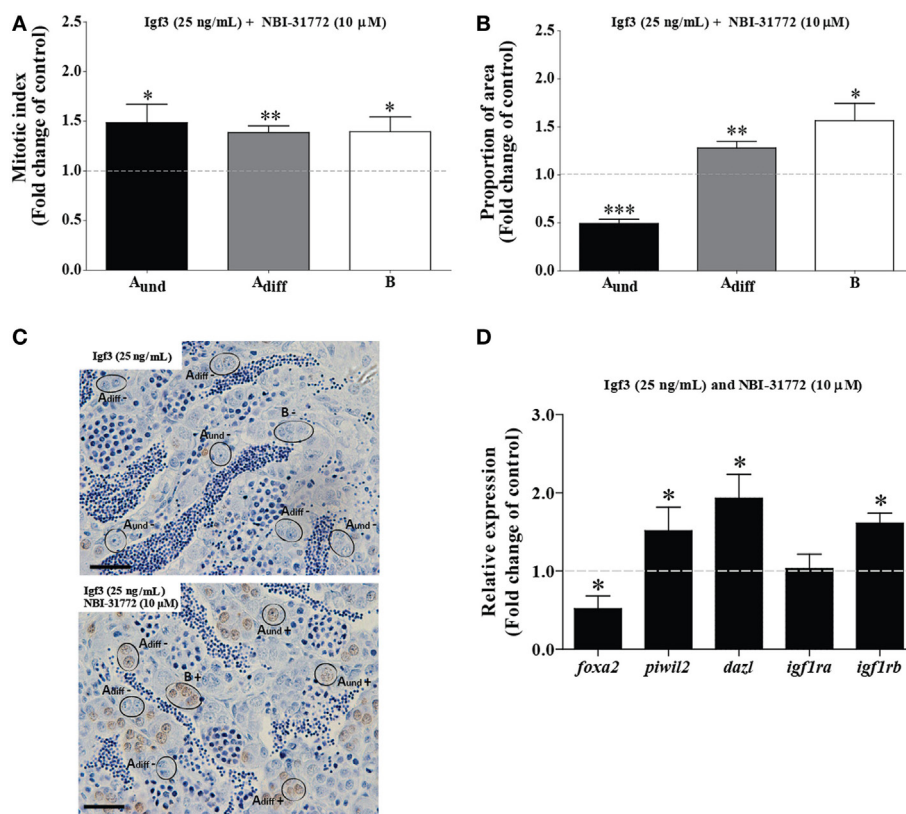 A
Igf3 (25 ng/mL) + NBI-31772 (10 µM)
Mitotic index
(Fold change of control)
2.5
2.0
1.5
1.0
0.5
0.0
*
**
*
Aund
Adiff
B
B
Igf3 (25 ng/mL) + NBI-31772 (10 µM)
Proportion of area
(Fold change of control)
2.5
2.0
1.5
1.0
0.5
0.0
***
**
*
Aund
Adiff
B
C
Igf3 (25 ng/mL)
Adiff -
Adiff -
B -
Aund -
Adiff -
Aund -
Aund -
Igf3 (25 ng/mL)
NBI-31772 (10 µM)
Aund +
Adiff -
B +
Aund +
Adiff -
Adiff -
Adiff +
D
Igf3 (25 ng/mL) and NBI-31772 (10 µM)
Relative expression
(Fold change of control)
3.0
2.0
1.0
0.0
*
*
*
*
foxa2
piwil2
dazl
igf1ra
igf1rb